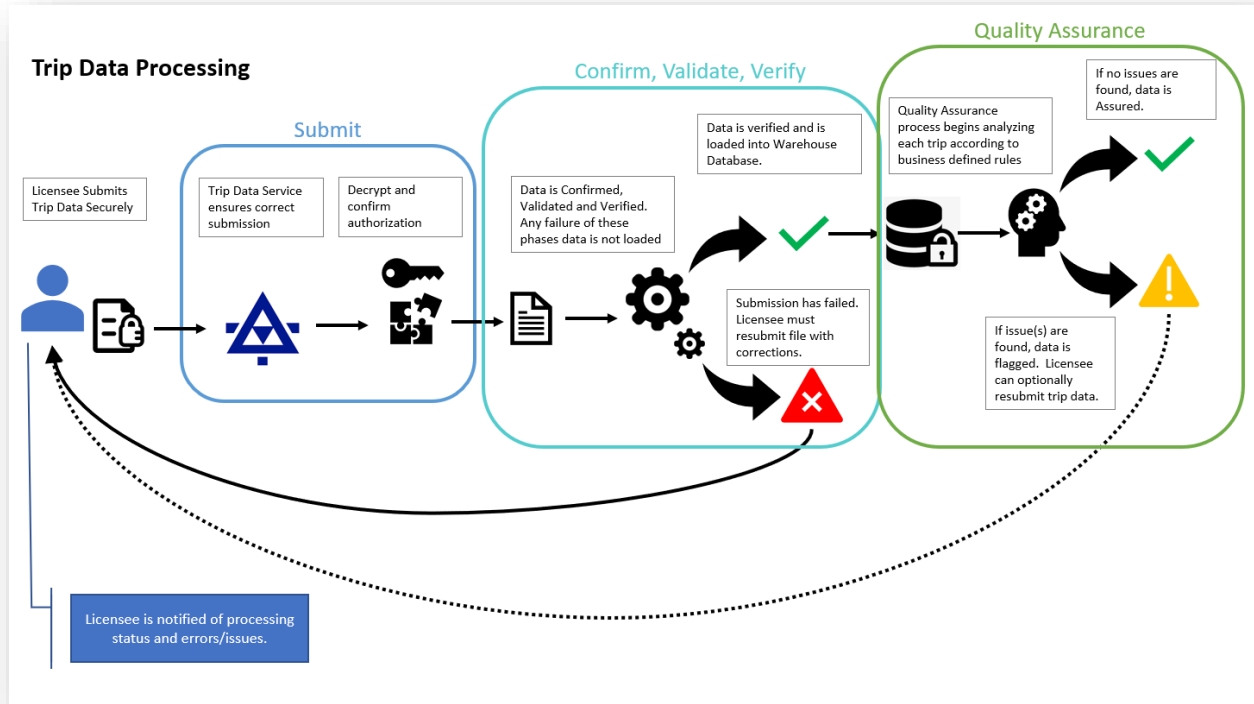 Quality Assurance
Trip Data Processing
Confirm, Validate, Verify
Submit
If no issues are
found, data is
Assured.
Quality Assurance
process begins analyzing
each trip according to
business defined rules
Data is verified and is
loaded into Warehouse
Database.
Licensee Submits
Trip Data Securely
Trip Data Service
ensures correct
submission
Decrypt and
confirm
authorization
Data is Confirmed,
Validated and Verified.
Any failure of these
phases data is not loaded
Submission has failed.
Licensee must
resubmit file with
corrections.
If issue(s) are
found, data is
flagged.  Licensee
can optionally
resubmit trip data.
Licensee is notified of processing
status and errors/issues.